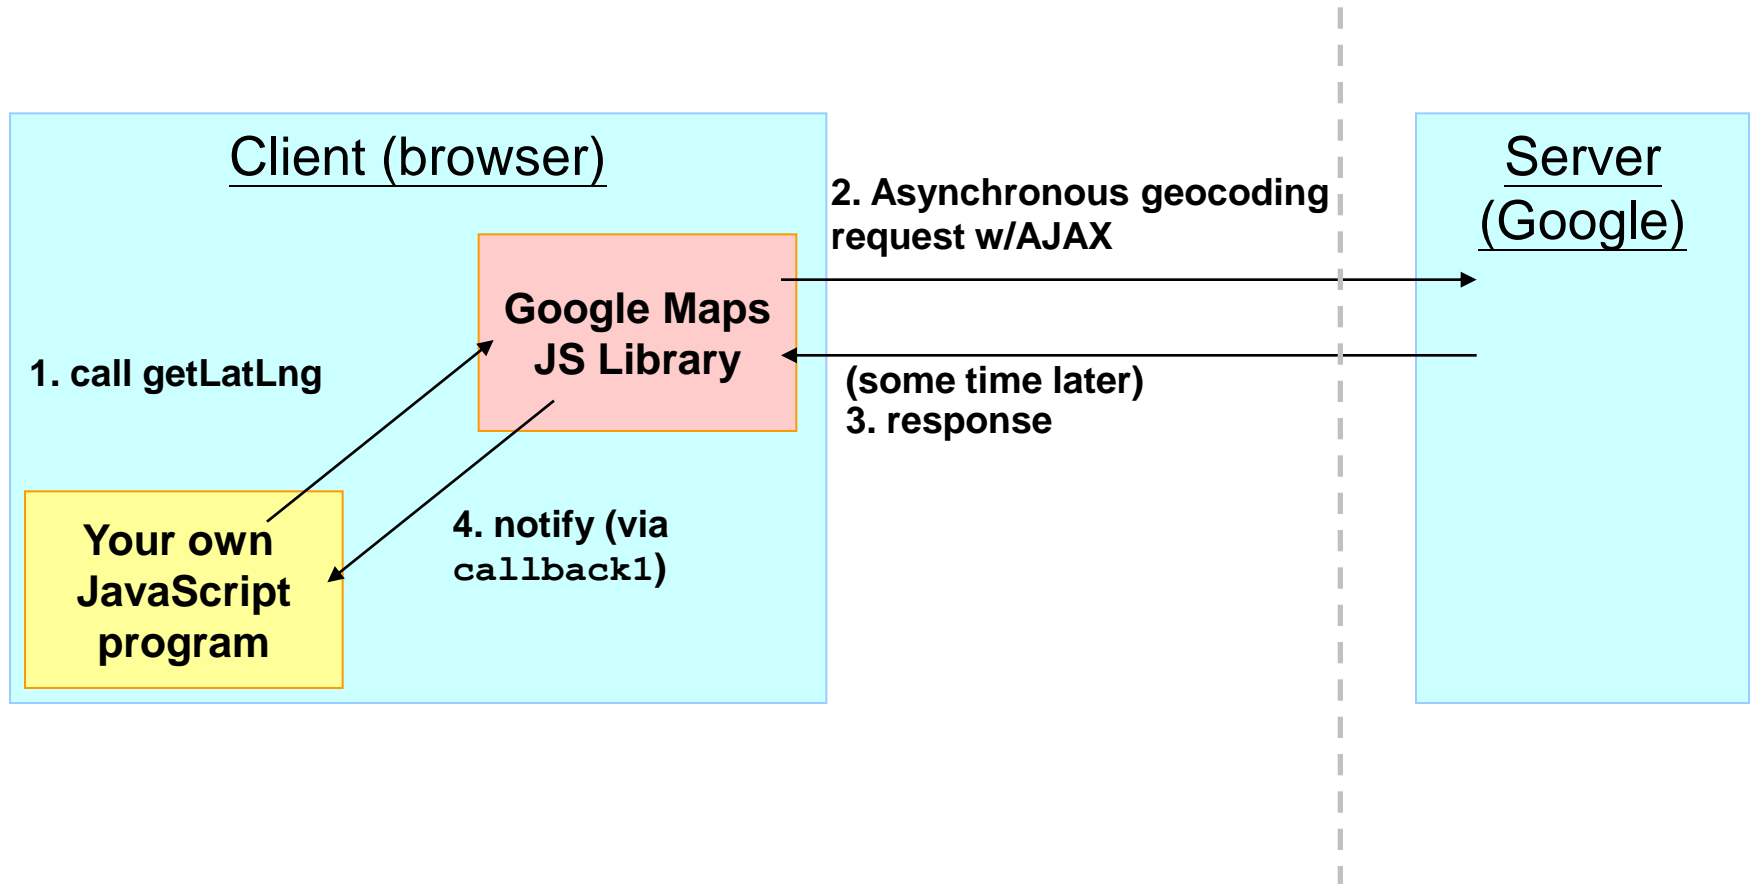 Client (browser)
Server
(Google)
2. Asynchronous geocoding
request w/AJAX
Google Maps
JS Library
1. call getLatLng
(some time later)
3. response
4. notify (via
callback1)
Your own
JavaScript
program